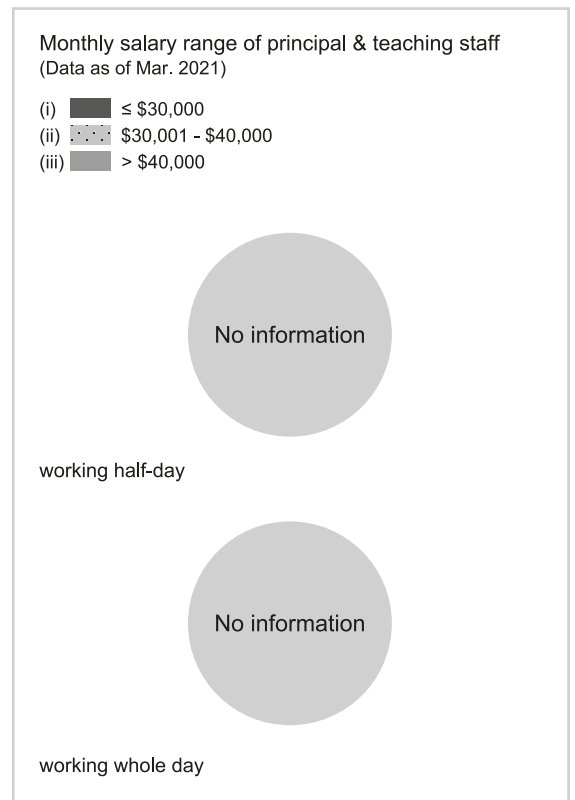 Monthly salary range of principal & teaching staff
(Data as of Mar. 2021)
(i) ≤ $30,000
(ii) $30,001 - $40,000
(iii) > $40,000
No information
working half-day
No information
working whole day